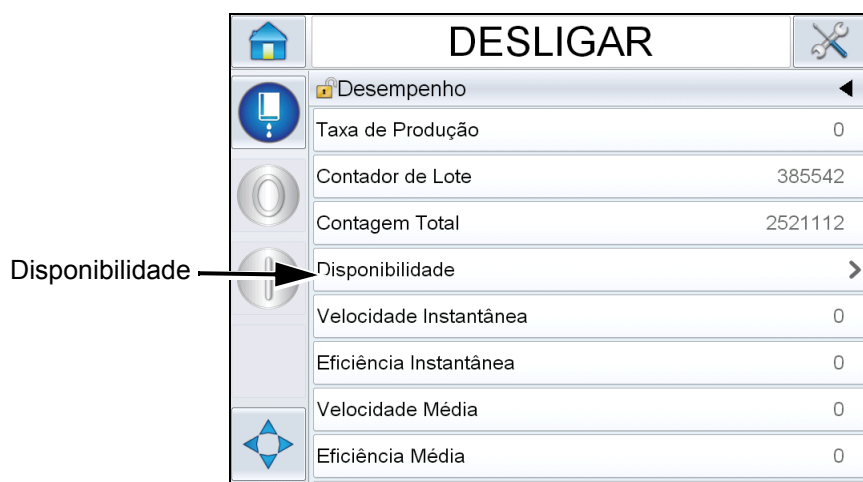 DESLIGAR
Desempenho
Taxa de Produção 0
Contador de Lote 385542
Contagem Total 2521112
Disponibilidade Disponibilidade
Velocidade Instantânea 0
Eficiência Instantânea 0
Velocidade Média 0
Eficiência Média 0